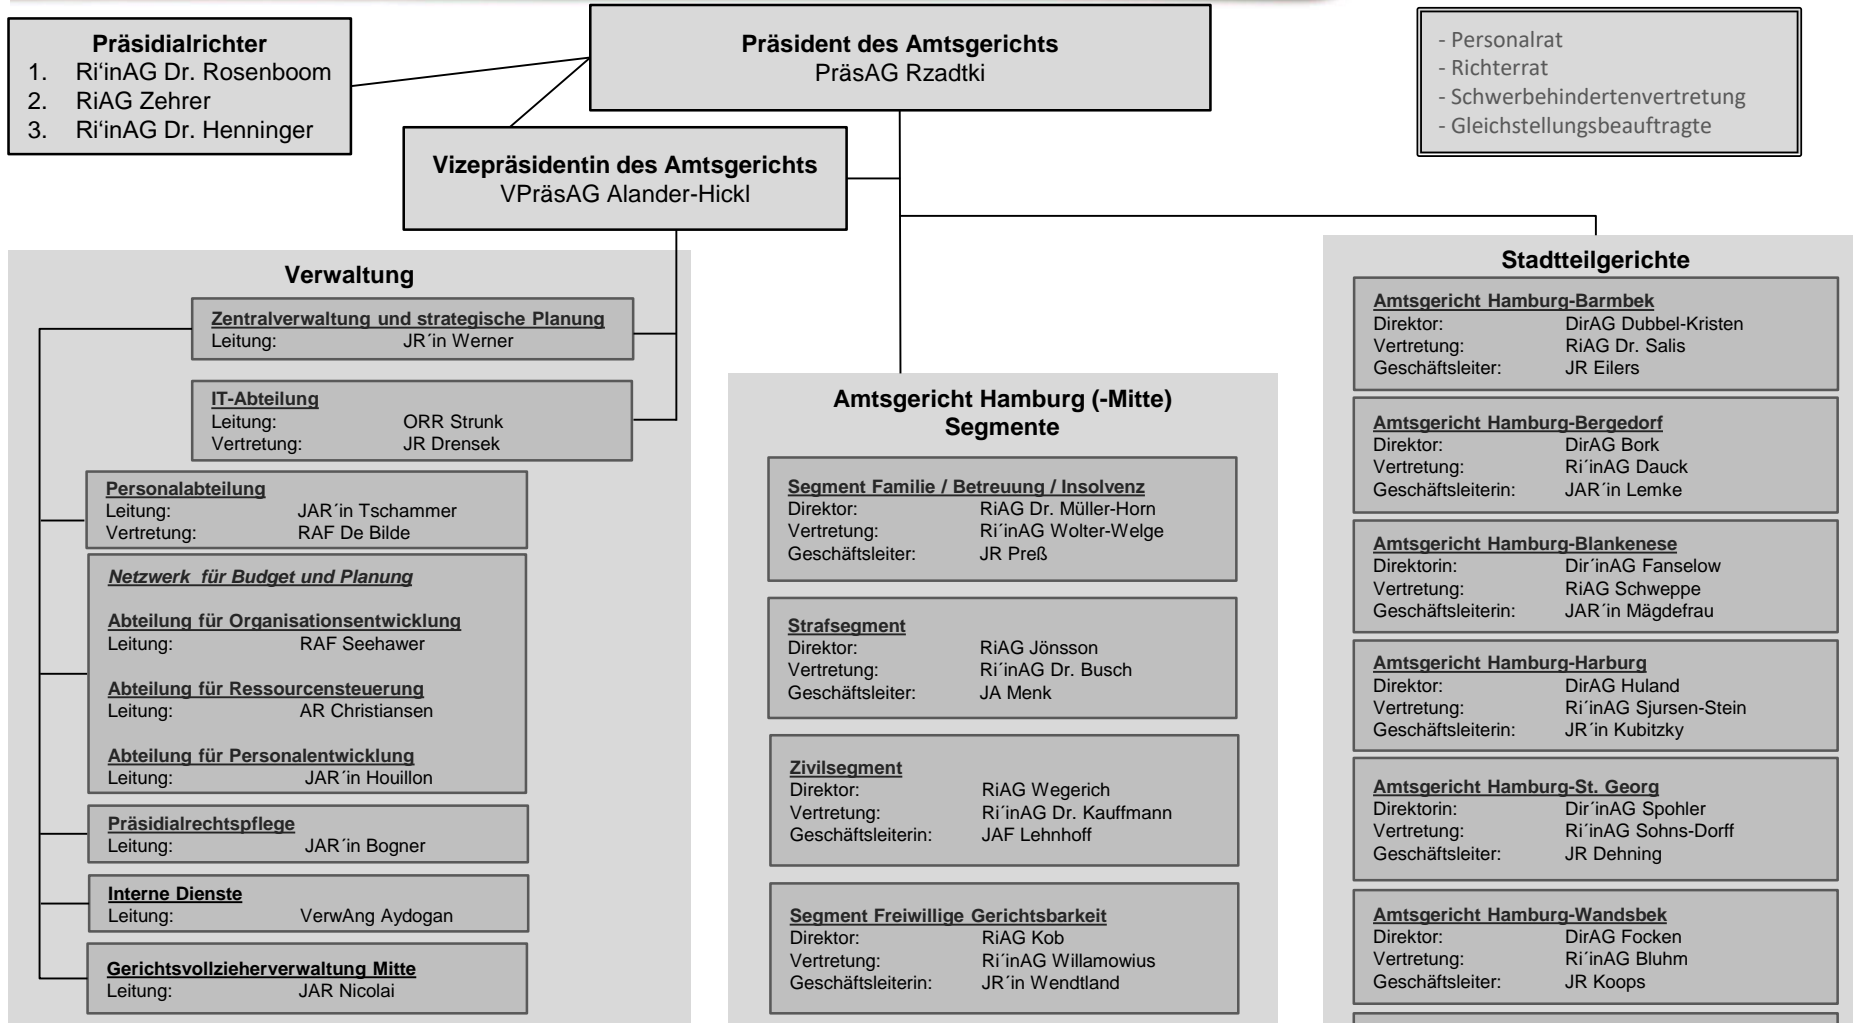 Präsidialrichter
1. Ri'inAG Dr. Rosenboom
2. RiAG Zehrer
3. Ri'inAG Dr. Henninger
Präsident des Amtsgerichts
PräsAG Rzadtki
- Personalrat
- Richterrat
- Schwerbehindertenvertretung
- Gleichstellungsbeauftragte
Vizepräsidentin des Amtsgerichts
VPräsAG Alander-Hickl
Verwaltung
Zentralverwaltung und strategische Planung
Leitung: JR´in Werner
IT-Abteilung
Leitung: ORR Strunk
Vertretung: JR Drensek
Personalabteilung
Leitung: JAR´in Tschammer
Vertretung: RAF De Bilde
Netzwerk für Budget und Planung
Abteilung für Organisationsentwicklung
Leitung: RAF Seehawer
Abteilung für Ressourcensteuerung
Leitung: AR Christiansen
Abteilung für Personalentwicklung
Leitung: JAR´in Houillon
Präsidialrechtspflege
Leitung: JAR´in Bogner
Interne Dienste
Leitung: VerwAng Aydogan
Gerichtsvollzieherverwaltung Mitte
Leitung: JAR Nicolai
Amtsgericht Hamburg (-Mitte)
Segmente
Segment Familie / Betreuung / Insolvenz
Direktor: RiAG Dr. Müller-Horn
Vertretung: Ri´inAG Wolter-Welge
Geschäftsleiter: JR Preß
Strafsegment
Direktor: RiAG Jönsson
Vertretung: Ri´inAG Dr. Busch
Geschäftsleiter: JA Menk
Zivilsegment
Direktor: RiAG Wegerich
Vertretung: Ri´inAG Dr. Kauffmann
Geschäftsleiterin: JAF Lehnhoff
Segment Freiwillige Gerichtsbarkeit
Direktor: RiAG Kob
Vertretung: Ri´inAG Willamowius
Geschäftsleiterin: JR´in Wendtland
Stadtteilgerichte
Amtsgericht Hamburg-Barmbek
Direktor: DirAG Dubbel-Kristen
Vertretung: RiAG Dr. Salis
Geschäftsleiter: JR Eilers
Amtsgericht Hamburg-Bergedorf
Direktor: DirAG Bork
Vertretung: Ri´inAG Dauck
Geschäftsleiterin: JAR´in Lemke
Amtsgericht Hamburg-Blankenese
Direktorin: Dir´inAG Fanselow
Vertretung: RiAG Schweppe
Geschäftsleiterin: JAR´in Mägdefrau
Amtsgericht Hamburg-Harburg
Direktor: DirAG Huland
Vertretung: Ri´inAG Sjursen-Stein
Geschäftsleiterin: JR´in Kubitzky
Amtsgericht Hamburg-St. Georg
Direktorin: Dir´inAG Spohler
Vertretung: Ri´inAG Sohns-Dorff
Geschäftsleiter: JR Dehning
Amtsgericht Hamburg-Wandsbek
Direktor: DirAG Focken
Vertretung: Ri´inAG Bluhm
Geschäftsleiter: JR Koops